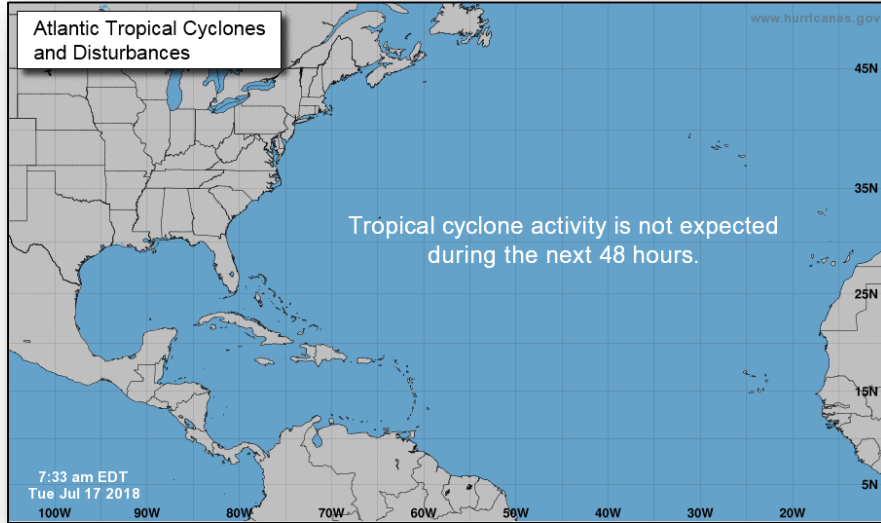 Atlantic Tropical Cyclones
and Disturbances
www.hurricanes.gov
45N
35N
Tropical cyclone activity is not expected
during the next 48 hours.
25N
15N
7:33 am EDT
Tue Jul 17 2018
5N
100W 90W 80W 70W 60W 50W 40W 30W 20W